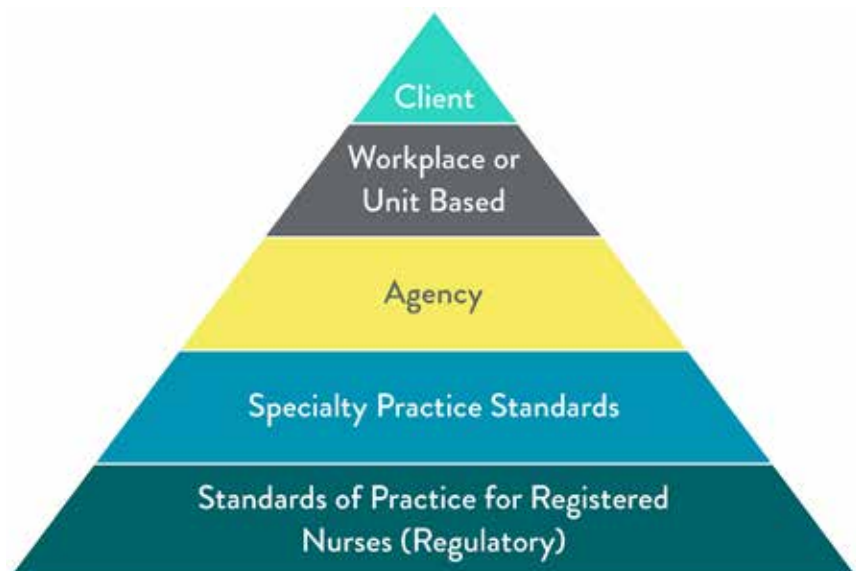 Client
Workplace or
Unit Based
Agency
Specialty Practice Standards
Standards of Practice for Registered
Nurses (Regulatory)